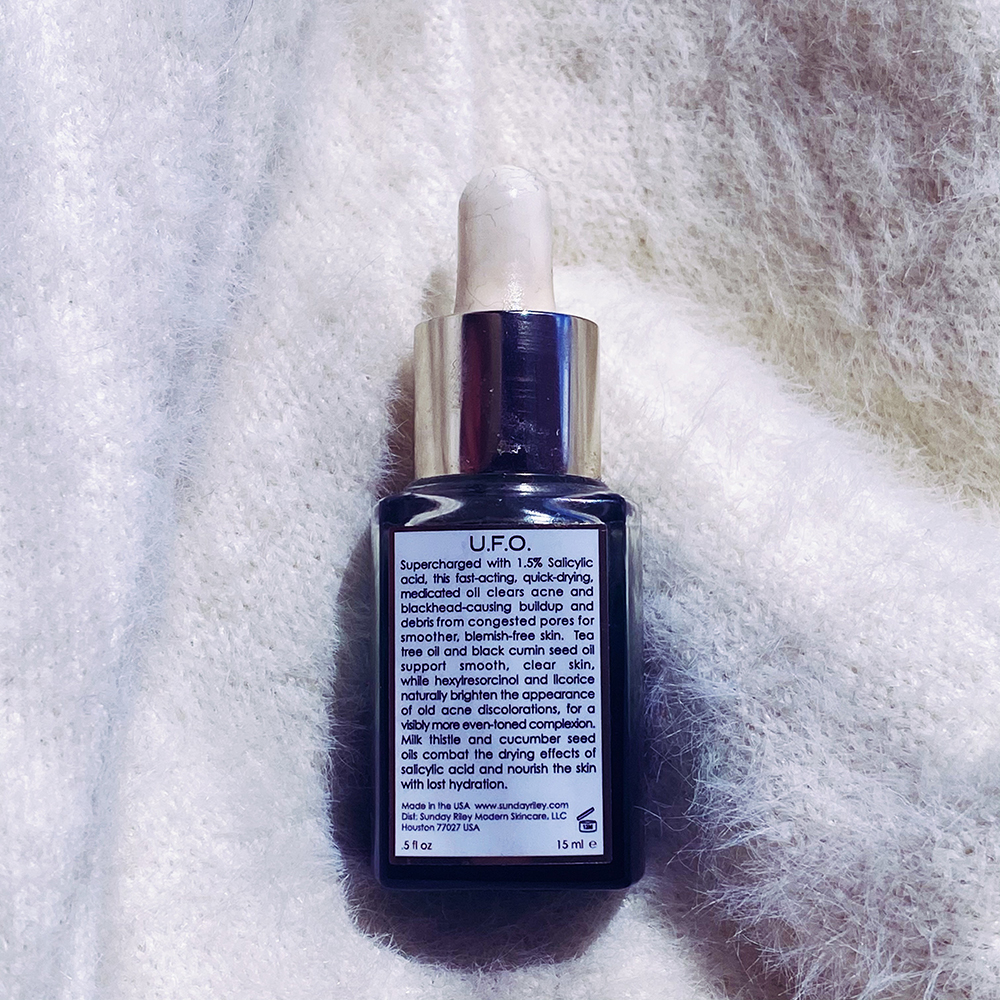 U.F.O.
Supercharged with 1.5% Salicylic
acid, this fast-acting, quick-drying,
medicated oil clears acne and
blackhead-causing buildup and
debris from congested pores for
smoother, blemish-free skin. Tea
tree oil and black cumin seed oil
support smooth, clear skin,
while hexylresorcinol and licorice
naturally brighten the appearance
of old acne discolorations, for a
visibly more even-toned complexion.
Milk thistle and cucumber seed
oils combat the drying effects of
salicylic acid and nourish the skin
with lost hydration.
Made in the USA www.sundayriley.com
Dist: Sunday Riley Modern Skincare, LLC
Houston 77027 USA
12M
.5 fl oz 15 ml e